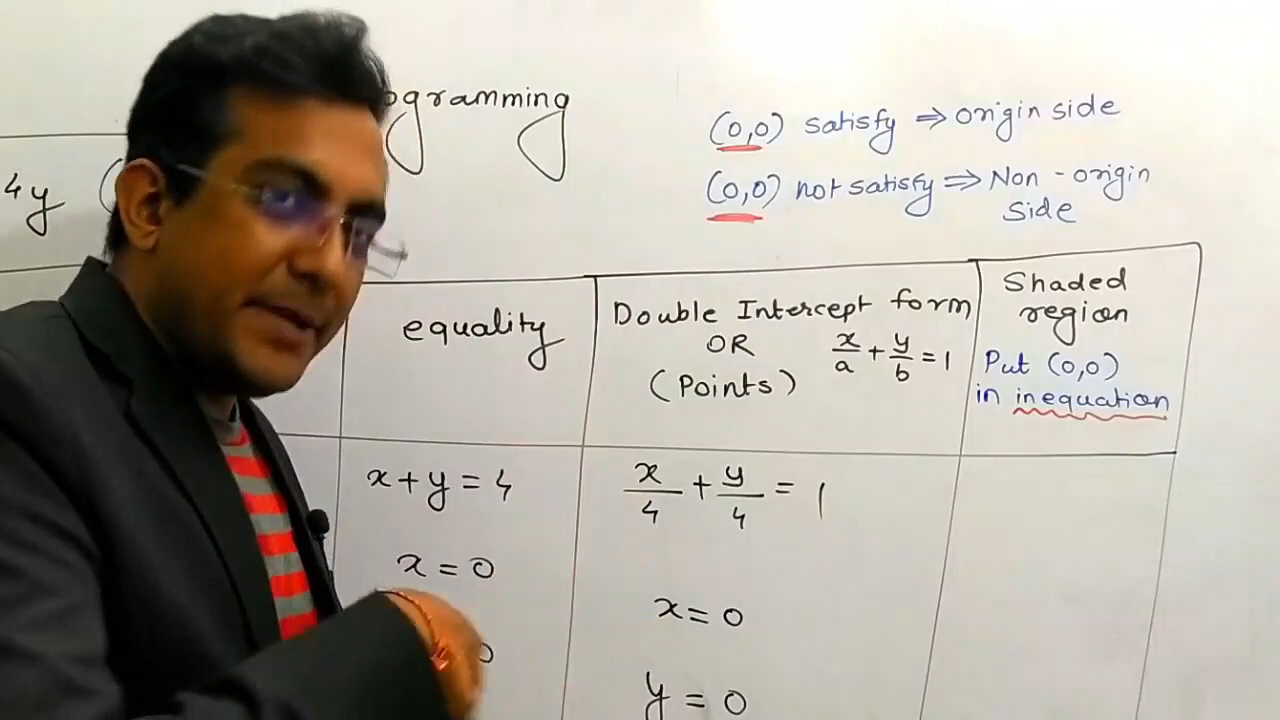 ogramming
4y (
(0,0) satisfy ⇒ origin side
(0,0) not satisfy ⇒ Non - origin
side
equality
Double Intercept form
OR x/a + y/b = 1
(Points)
Shaded
region
Put (0,0)
in inequation
x + y = 4
x/4 + y/4 = 1
x = 0
x = 0
0
y = 0